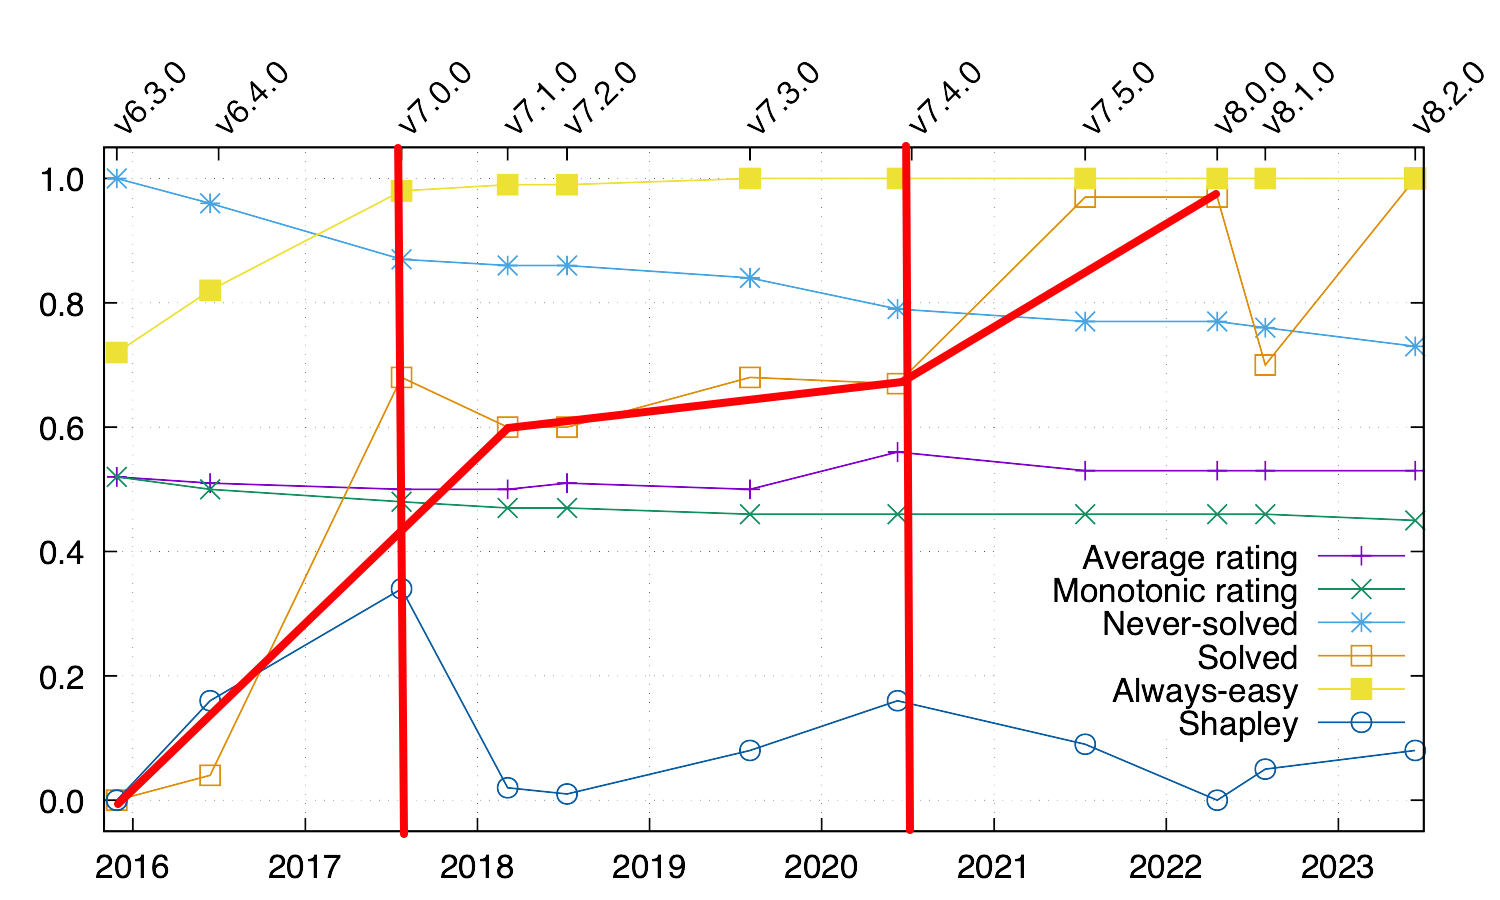 v6.3.0
v6.4.0
v7.0.0
v7.1.0
v7.2.0
v7.3.0
v7.4.0
v7.5.0
v8.0.0
v8.1.0
v8.2.0
1.0
0.8
0.6
0.4
0.2
0.0
Average rating
Monotonic rating
Never-solved
Solved
Always-easy
Shapley
2016 2017 2018 2019 2020 2021 2022 2023